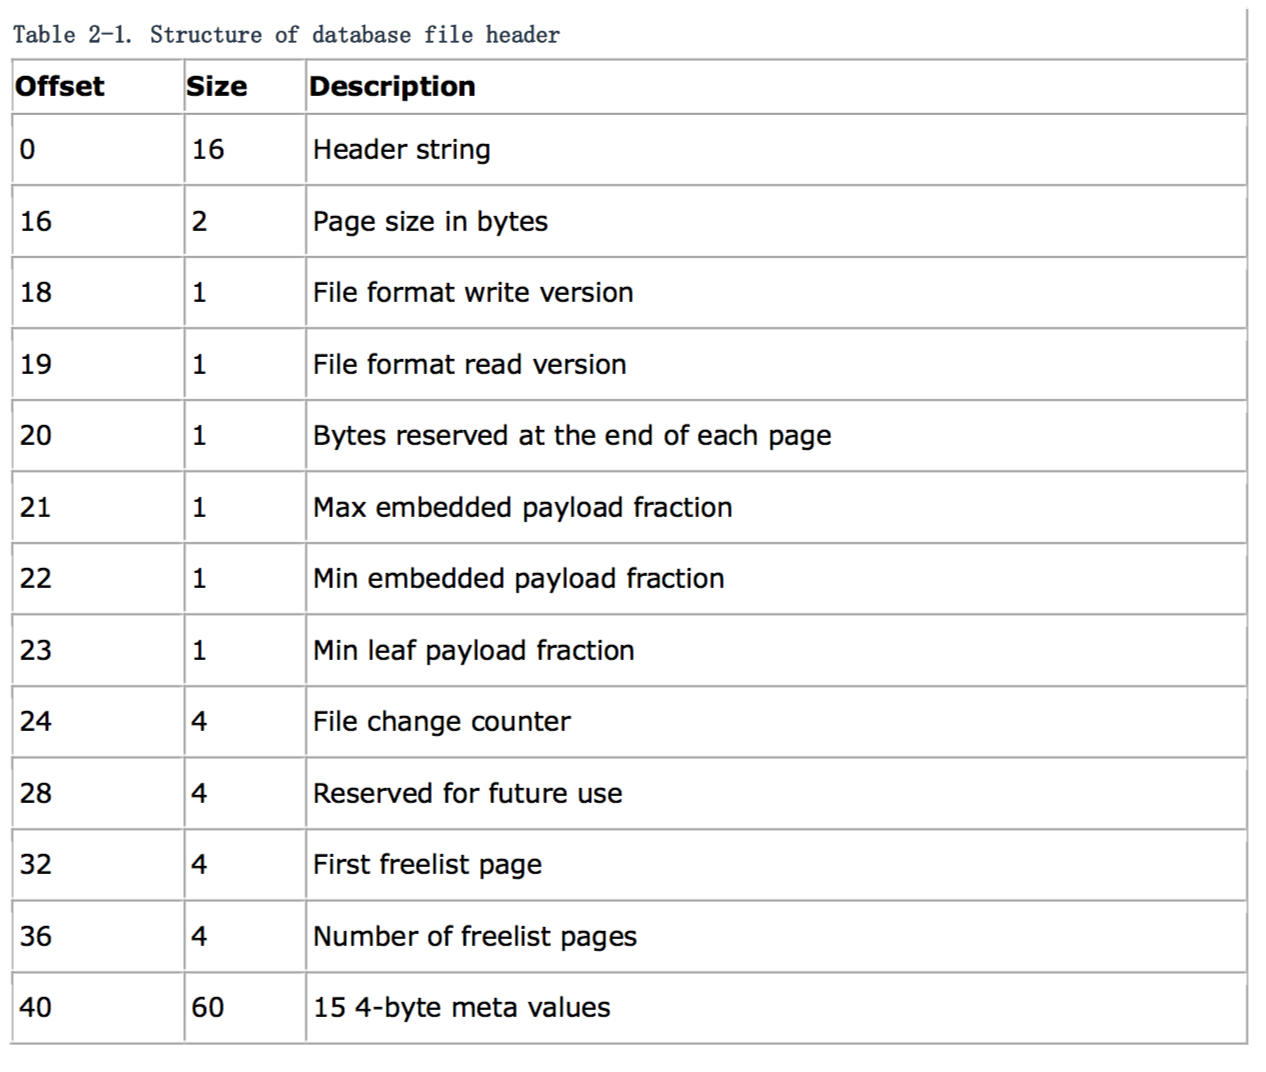 Table 2-1. Structure of database file header
Offset Size Description
0 16 Header string
16 2 Page size in bytes
18 1 File format write version
19 1 File format read version
20 1 Bytes reserved at the end of each page
21 1 Max embedded payload fraction
22 1 Min embedded payload fraction
23 1 Min leaf payload fraction
24 4 File change counter
28 4 Reserved for future use
32 4 First freelist page
36 4 Number of freelist pages
40 60 15 4-byte meta values